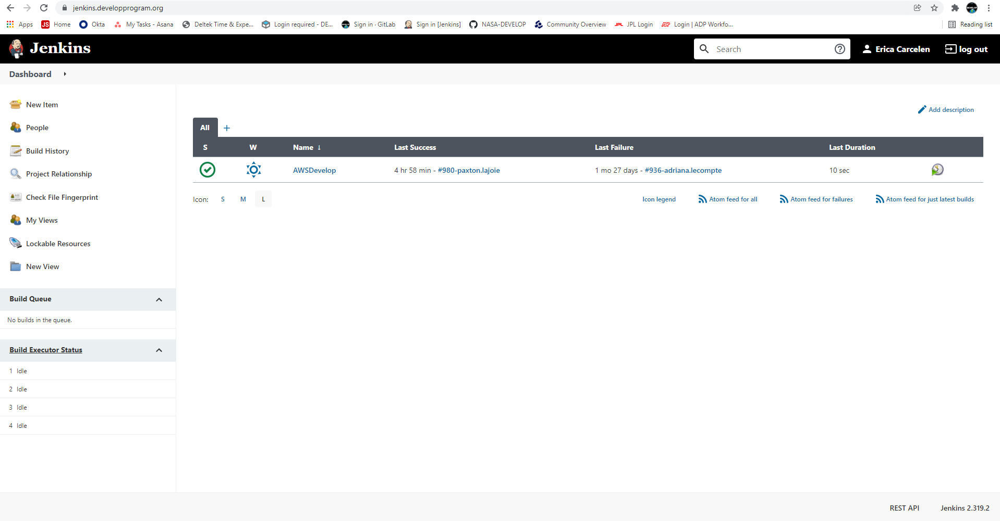 jenkins.developprogram.org
Apps JS Home Okta My Tasks - Asana Deltek Time & Expe... Login required - DE... Sign in · GitLab Sign in [Jenkins] NASA-DEVELOP Community Overview JPL JPL Login ADP Login | ADP Workfo... Reading list
Jenkins Search Erica Carcelen log out
Dashboard
New Item
People
Build History
Project Relationship
Check File Fingerprint
My Views
Lockable Resources
New View
Build Queue
No builds in the queue.
Build Executor Status
1 Idle
2 Idle
3 Idle
4 Idle
Add description
All +
S W Name ↓ Last Success Last Failure Last Duration
AWSDevelop 4 hr 58 min - #980-paxton.lajoie 1 mo 27 days - #936-adriana.lecompte 10 sec
Icon: S M L Icon legend Atom feed for all Atom feed for failures Atom feed for just latest builds
REST API Jenkins 2.319.2